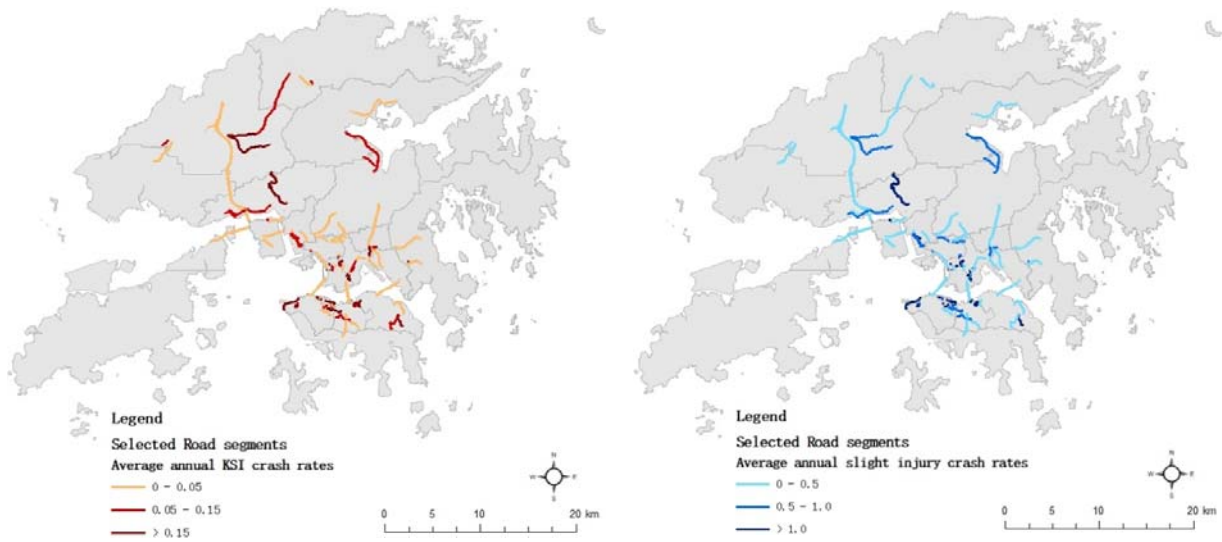 Legend
Selected Road segments
Average annual KSI crash rates
0 - 0.05
0.05 - 0.15
> 0.15
N
W
E
S
0
5
10
20 km
Legend
Selected Road segments
Average annual slight injury crash rates
0 - 0.5
0.5 - 1.0
> 1.0
N
W
E
S
0
5
10
20 km